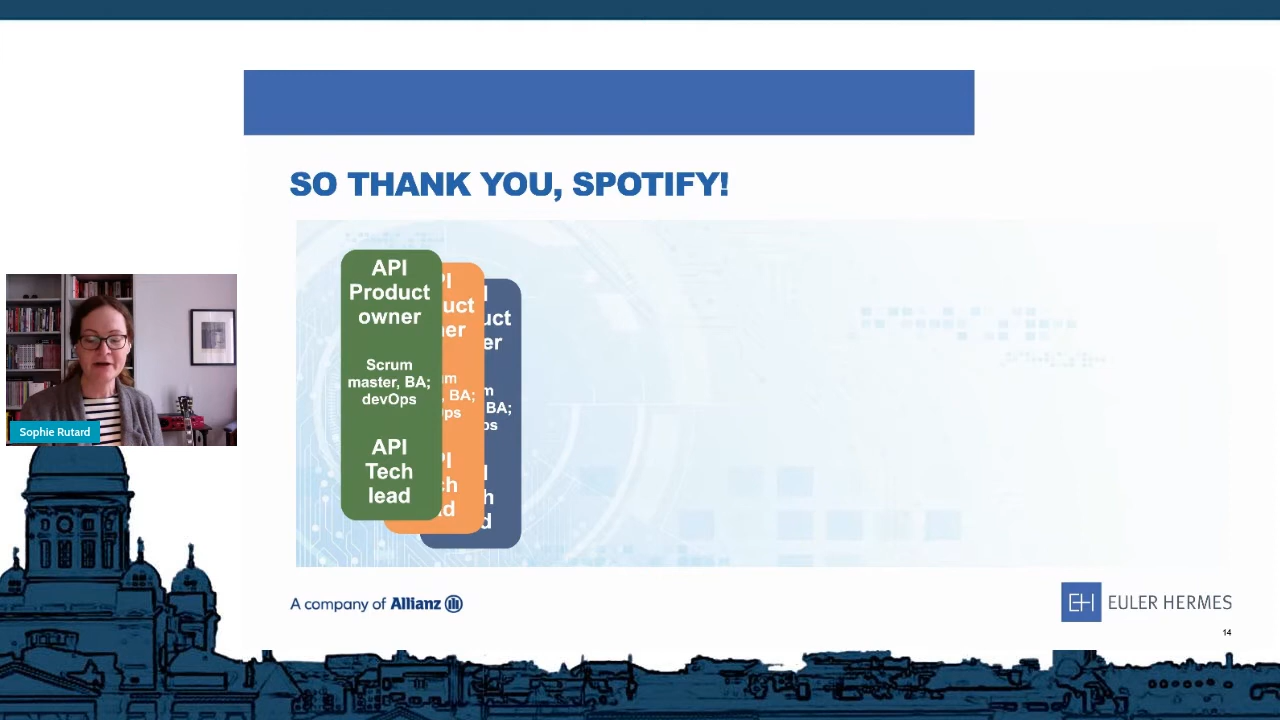 SO THANK YOU, SPOTIFY!
API
Product
owner
Scrum
master, BA;
devOps
API
Tech
lead
Sophie Rutard
A company of Allianz
EH EULER HERMES
14